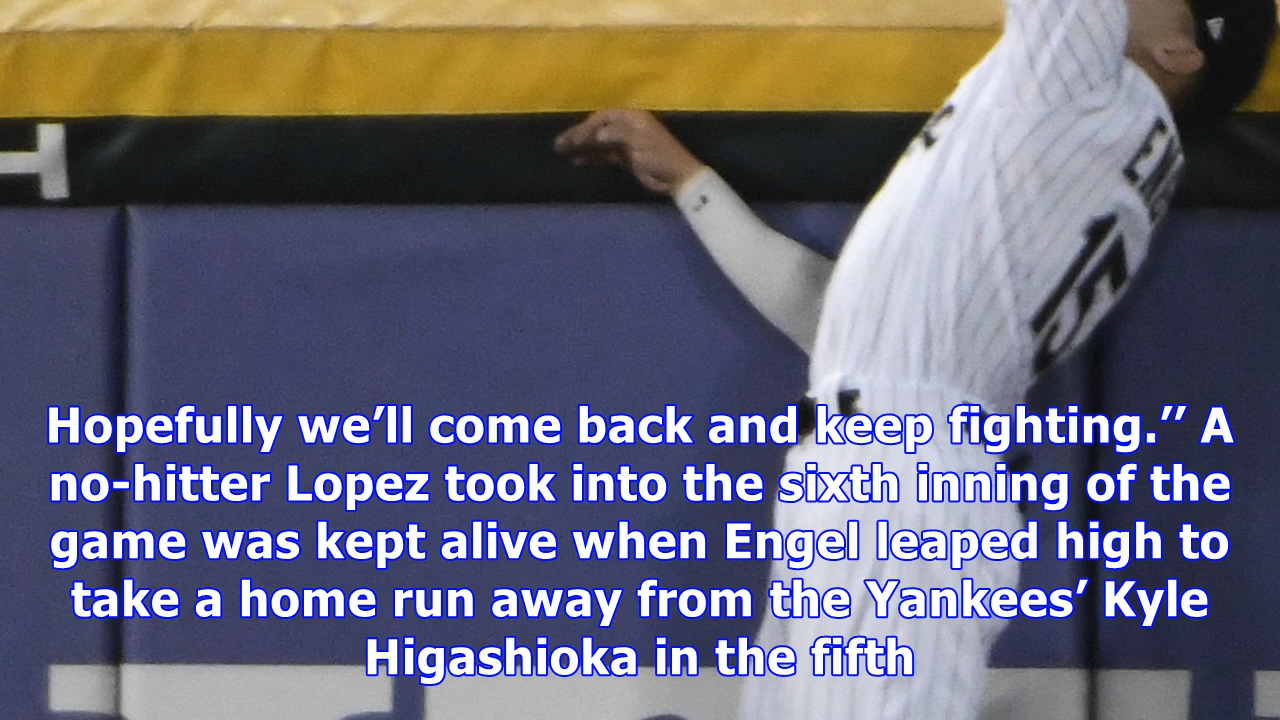 EN
15
Hopefully we’ll come back and keep fighting.” A
no-hitter Lopez took into the sixth inning of the
game was kept alive when Engel leaped high to
take a home run away from the Yankees’ Kyle
Higashioka in the fifth